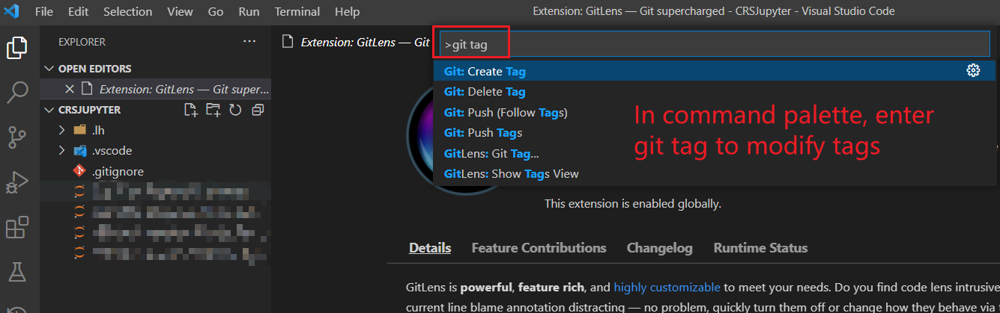 File Edit Selection View Go Run Terminal Help
Extension: GitLens — Git supercharged - CRSJupyter - Visual Studio Code
EXPLORER
OPEN EDITORS
Extension: GitLens — Git super...
CRSJUPYTER
.lh
.vscode
.gitignore
Extension: GitLens — Git
>git tag
Git: Create Tag
Git: Delete Tag
Git: Push (Follow Tags)
Git: Push Tags
GitLens: Git Tag...
GitLens: Show Tags View
In command palette, enter
git tag to modify tags
This extension is enabled globally.
Details Feature Contributions Changelog Runtime Status
GitLens is powerful, feature rich, and highly customizable to meet your needs. Do you find code lens intrusive
current line blame annotation distracting — no problem, quickly turn them off or change how they behave via